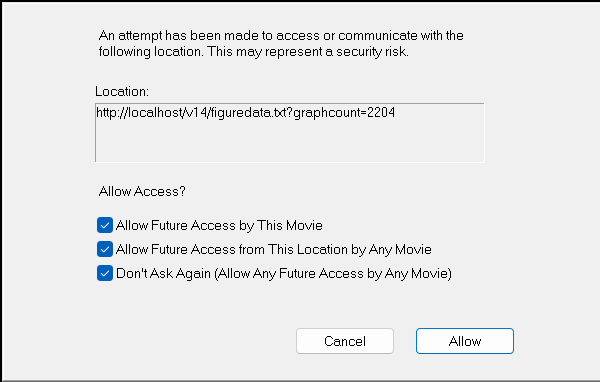 An attempt has been made to access or communicate with the
following location. This may represent a security risk.
Location:
http://localhost/v14/figuredata.txt?graphcount=2204
Allow Access?
Allow Future Access by This Movie
Allow Future Access from This Location by Any Movie
Don't Ask Again (Allow Any Future Access by Any Movie)
Cancel
Allow